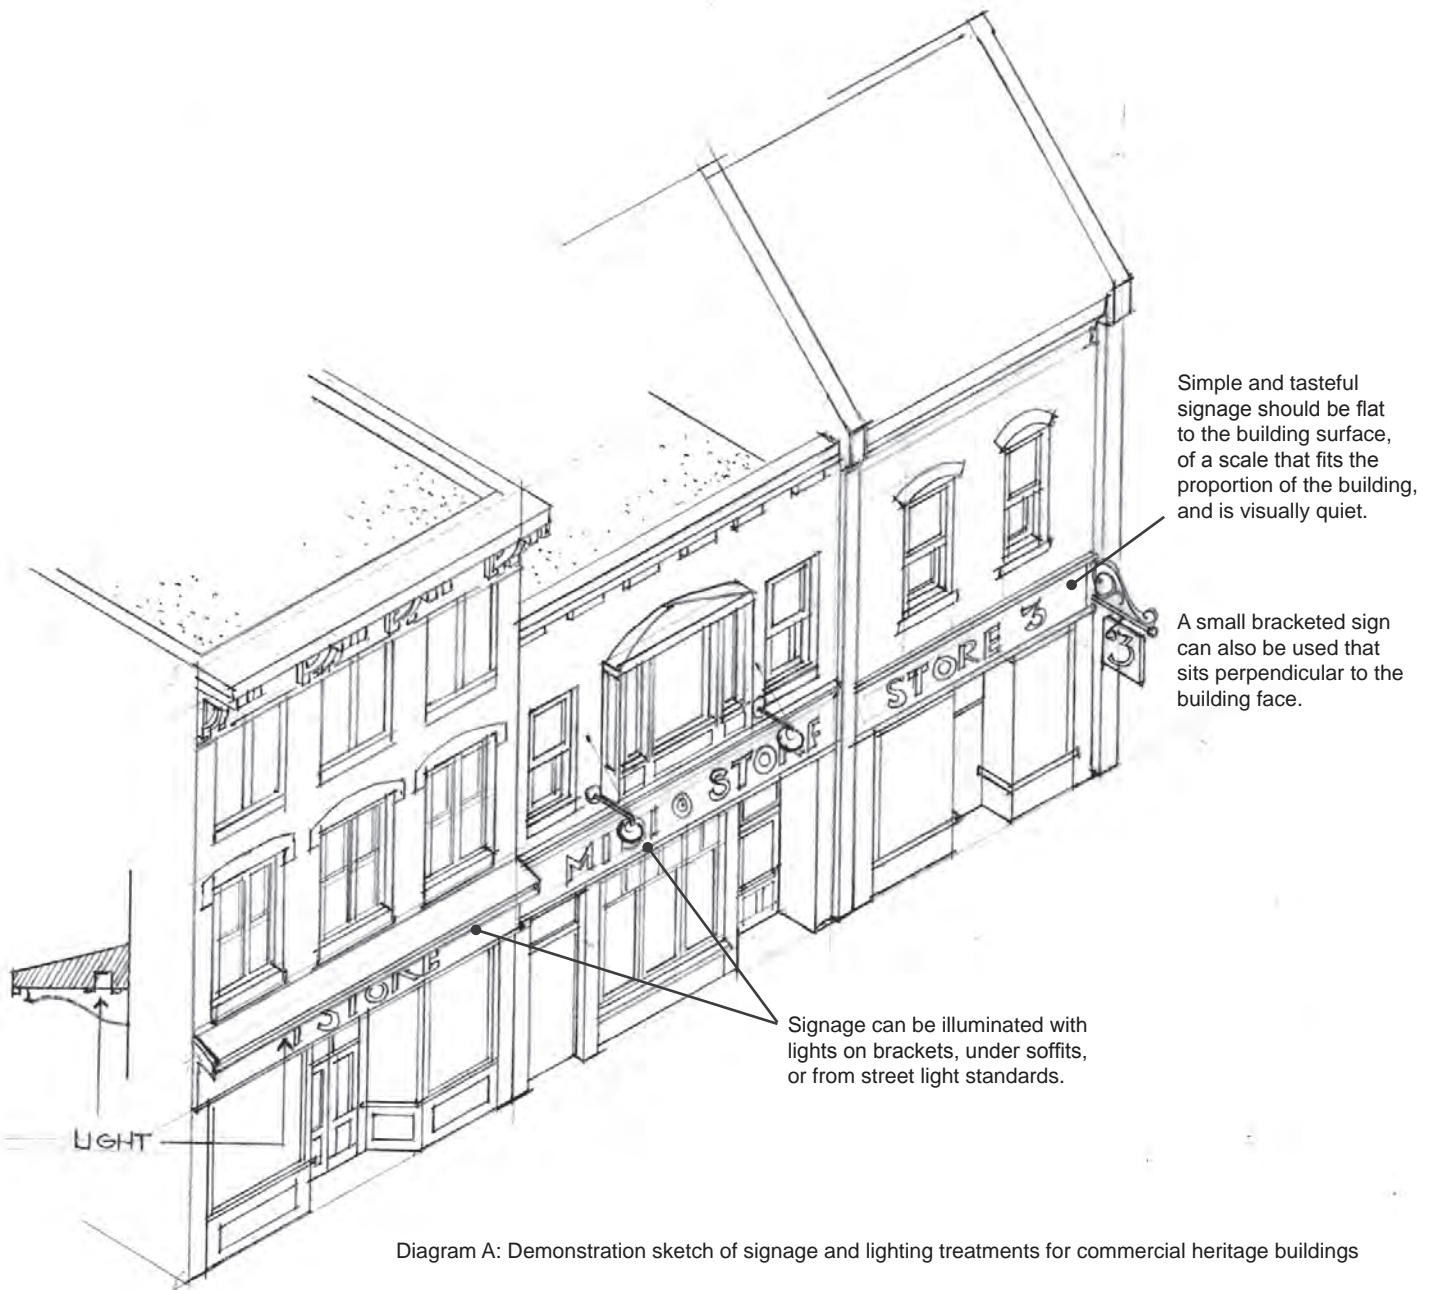 Simple and tasteful
signage should be flat
to the building surface,
of a scale that fits the
proportion of the building,
and is visually quiet.
A small bracketed sign
can also be used that
sits perpendicular to the
building face.
3
STORE 3
STORE
STORE
Signage can be illuminated with
lights on brackets, under soffits,
or from street light standards.
LIGHT
Diagram A: Demonstration sketch of signage and lighting treatments for commercial heritage buildings